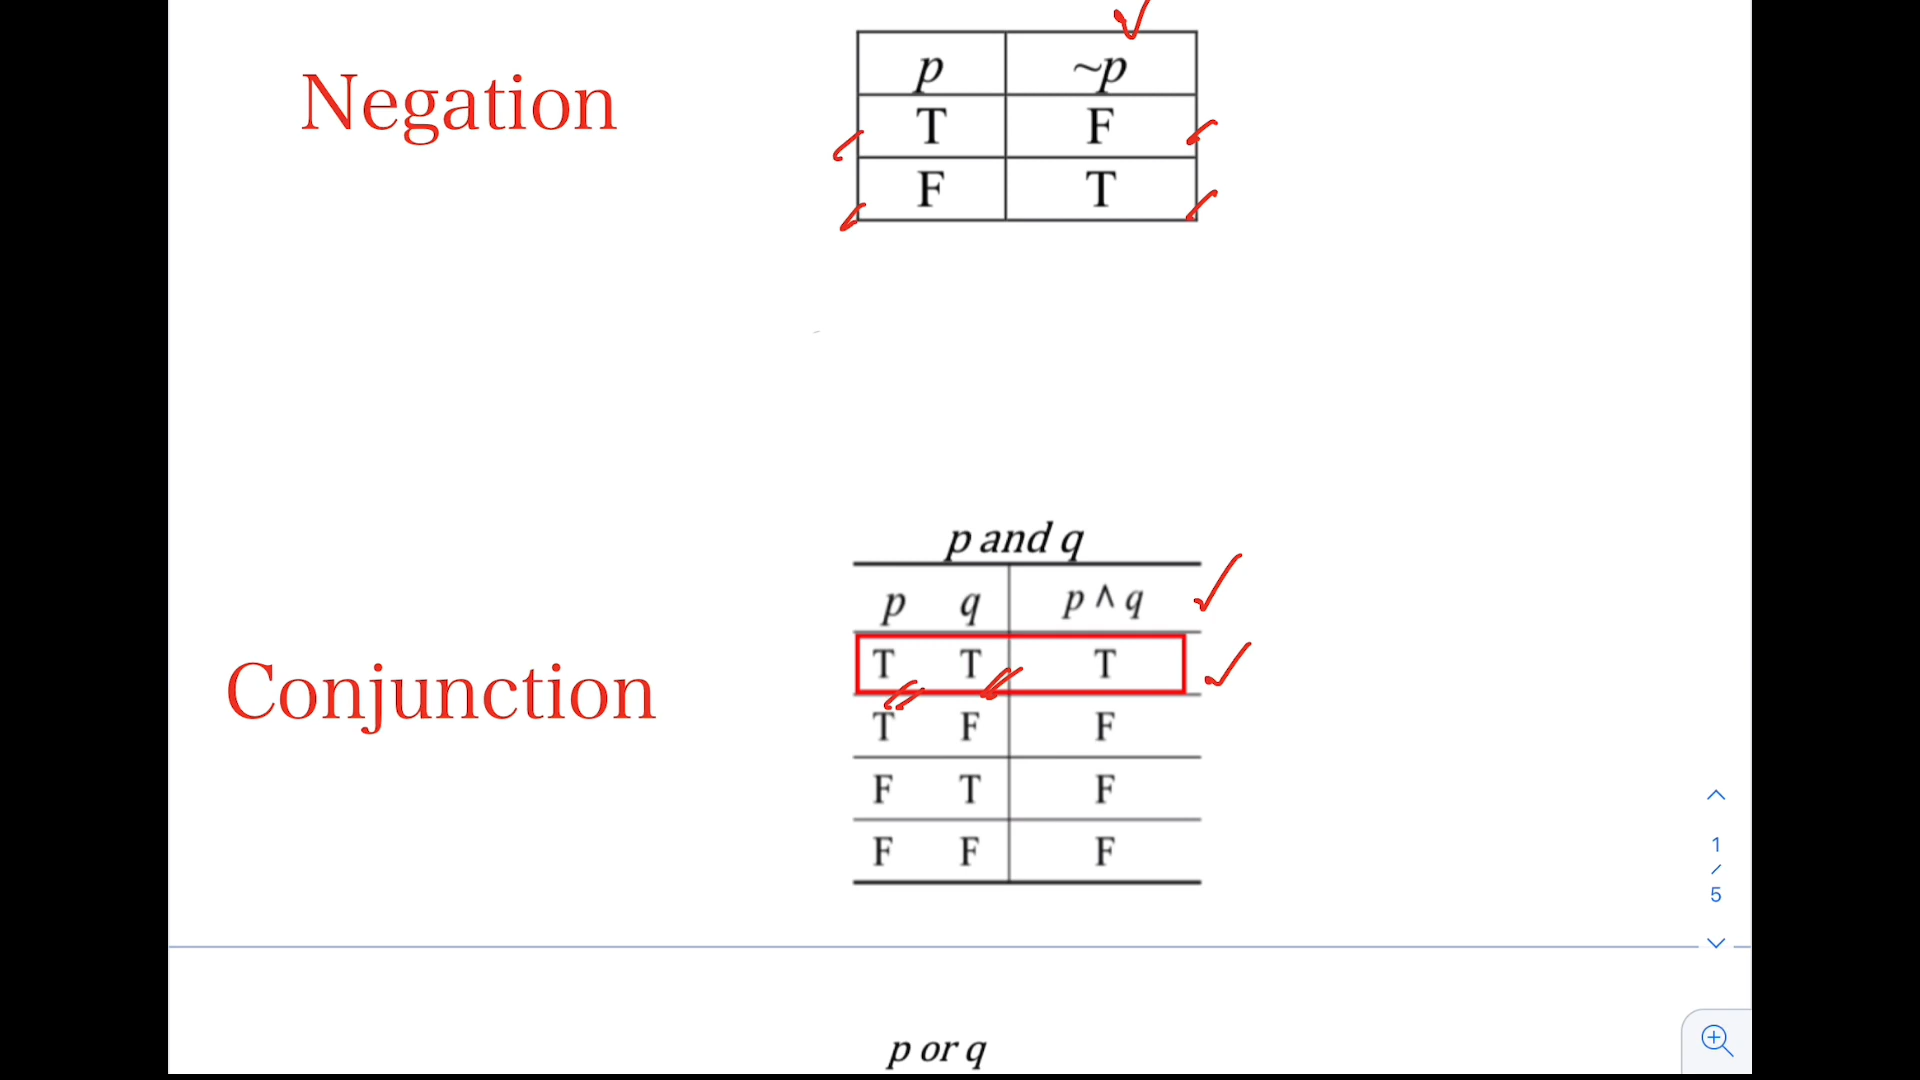 Negation
p ~p
T F
F T
p and q
p q p ∧ q
Conjunction
T T T
T F F
F T F
F F F
1
/
5
p or q